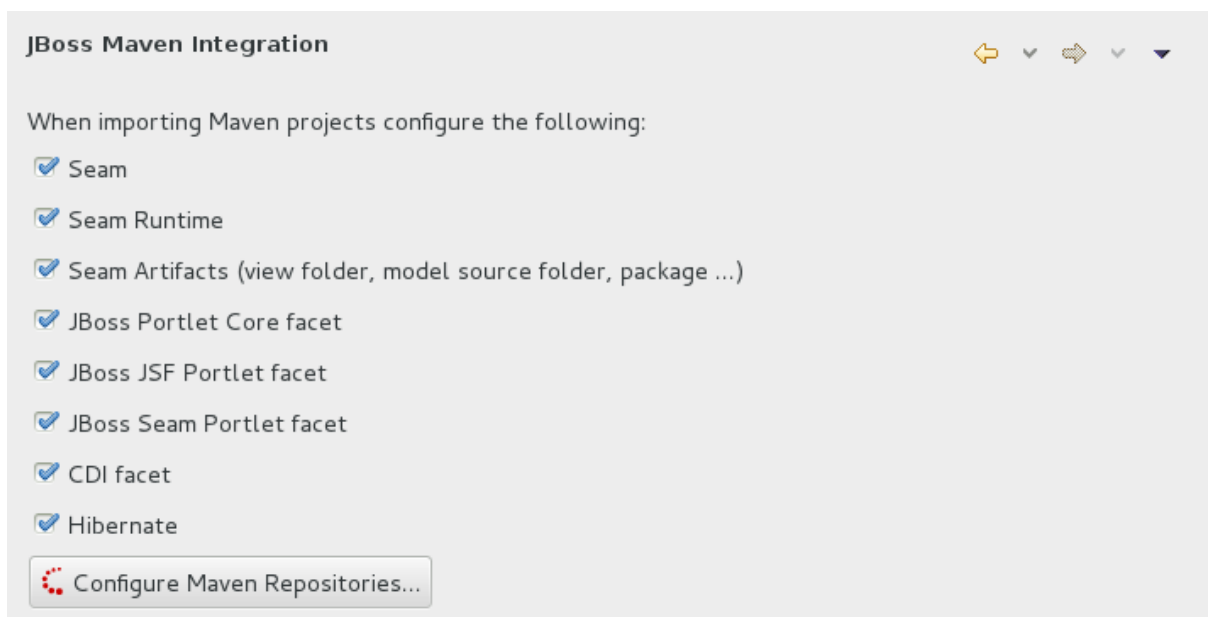 JBoss Maven Integration
When importing Maven projects configure the following:
Seam
Seam Runtime
Seam Artifacts (view folder, model source folder, package ...)
JBoss Portlet Core facet
JBoss JSF Portlet facet
JBoss Seam Portlet facet
CDI facet
Hibernate
Configure Maven Repositories...